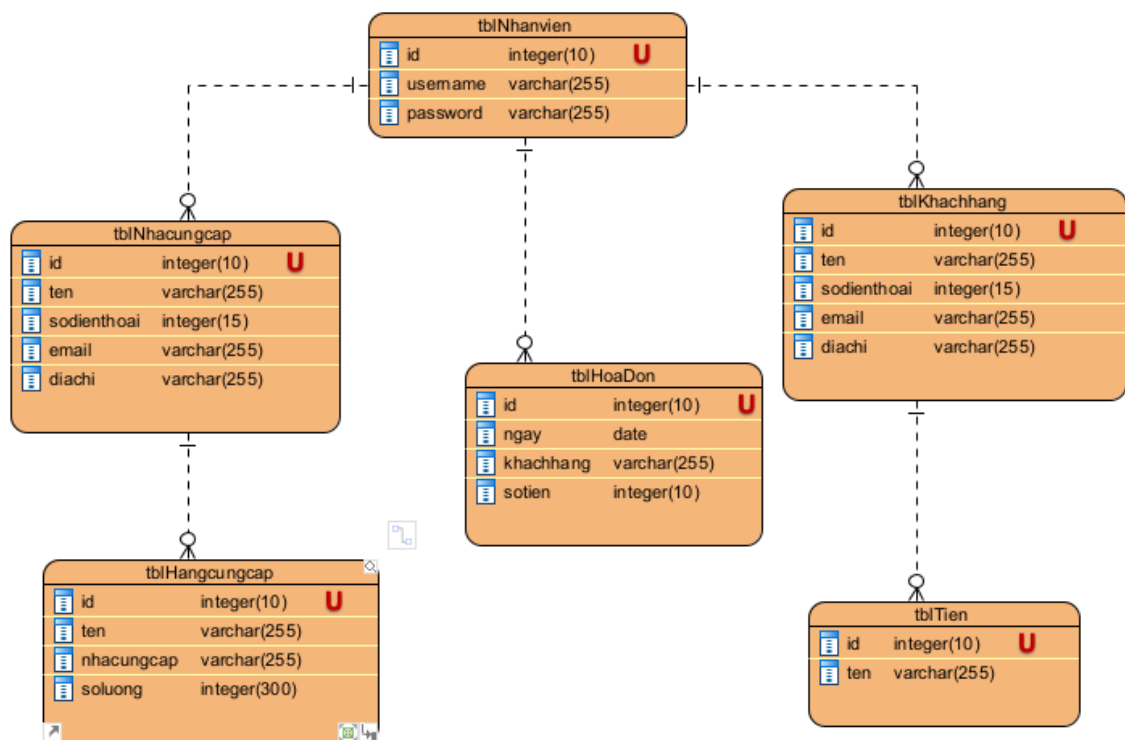 tblNhanvien
id integer(10) U
username varchar(255)
password varchar(255)
tblNhacungcap
id integer(10) U
ten varchar(255)
sodienthoai integer(15)
email varchar(255)
diachi varchar(255)
tblKhachhang
id integer(10) U
ten varchar(255)
sodienthoai integer(15)
email varchar(255)
diachi varchar(255)
tblHoaDon
id integer(10) U
ngay date
khachhang varchar(255)
sotien integer(10)
tblHangcungcap
id integer(10) U
ten varchar(255)
nhacungcap varchar(255)
soluong integer(300)
tblTien
id integer(10) U
ten varchar(255)